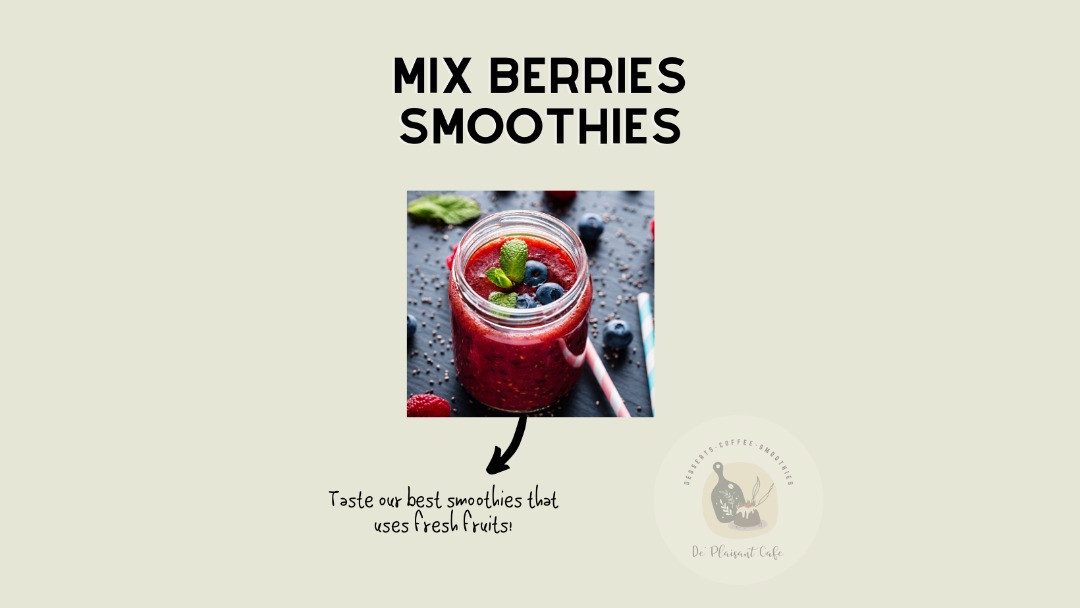 MIX BERRIES
SMOOTHIES
Taste our best smoothies that
uses fresh fruits!
DESSERTS·COFFEE·SMOOTHIES
De' Plaisant Cafe